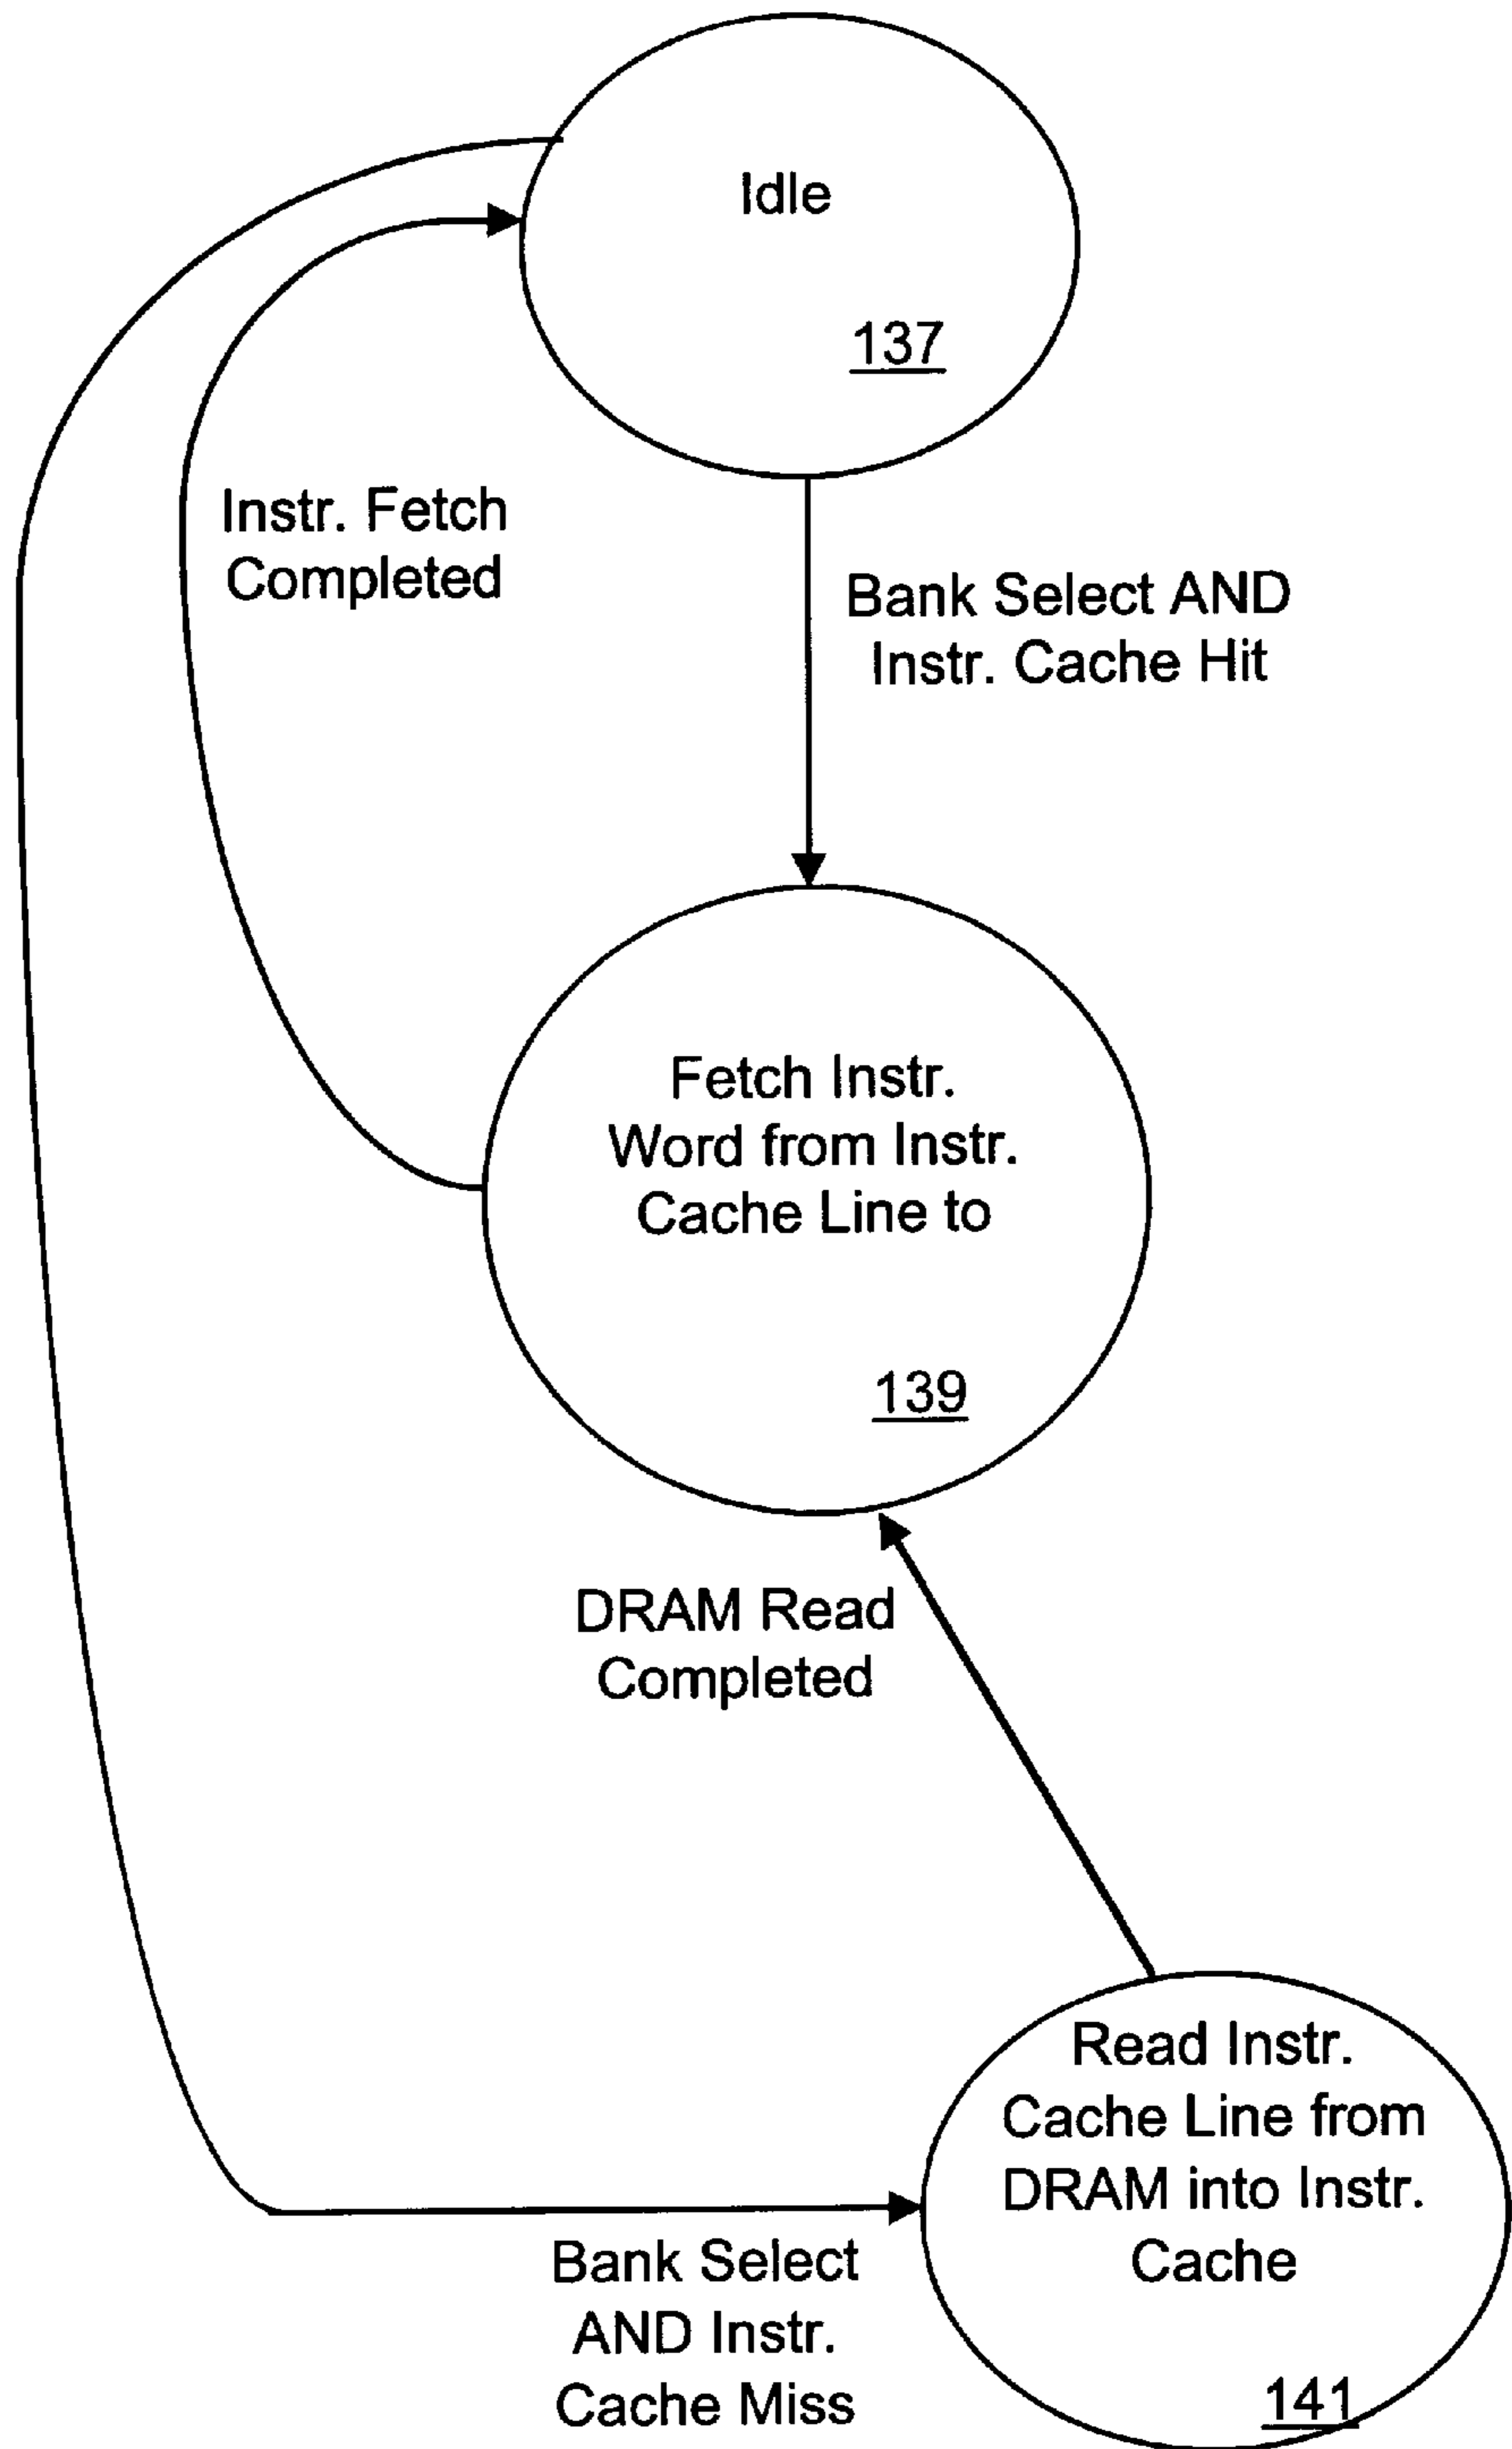 Idle
137
Instr. Fetch
Completed
Bank Select AND
Instr. Cache Hit
Fetch Instr.
Word from Instr.
Cache Line to
139
DRAM Read
Completed
Read Instr.
Cache Line from
DRAM into Instr.
Cache
141
Bank Select
AND Instr.
Cache Miss